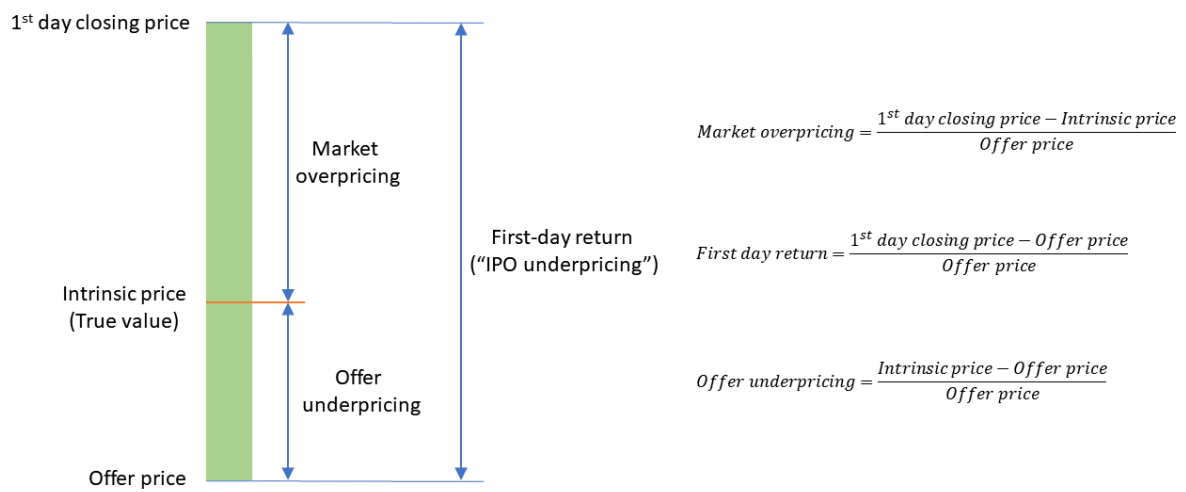 1st day closing price
Market
overpricing
First-day return
("IPO underpricing")
Intrinsic price
(True value)
Offer
underpricing
Offer price
Market overpricing = (1st day closing price − Intrinsic price) / Offer price
First day return = (1st day closing price − Offer price) / Offer price
Offer underpricing = (Intrinsic price − Offer price) / Offer price